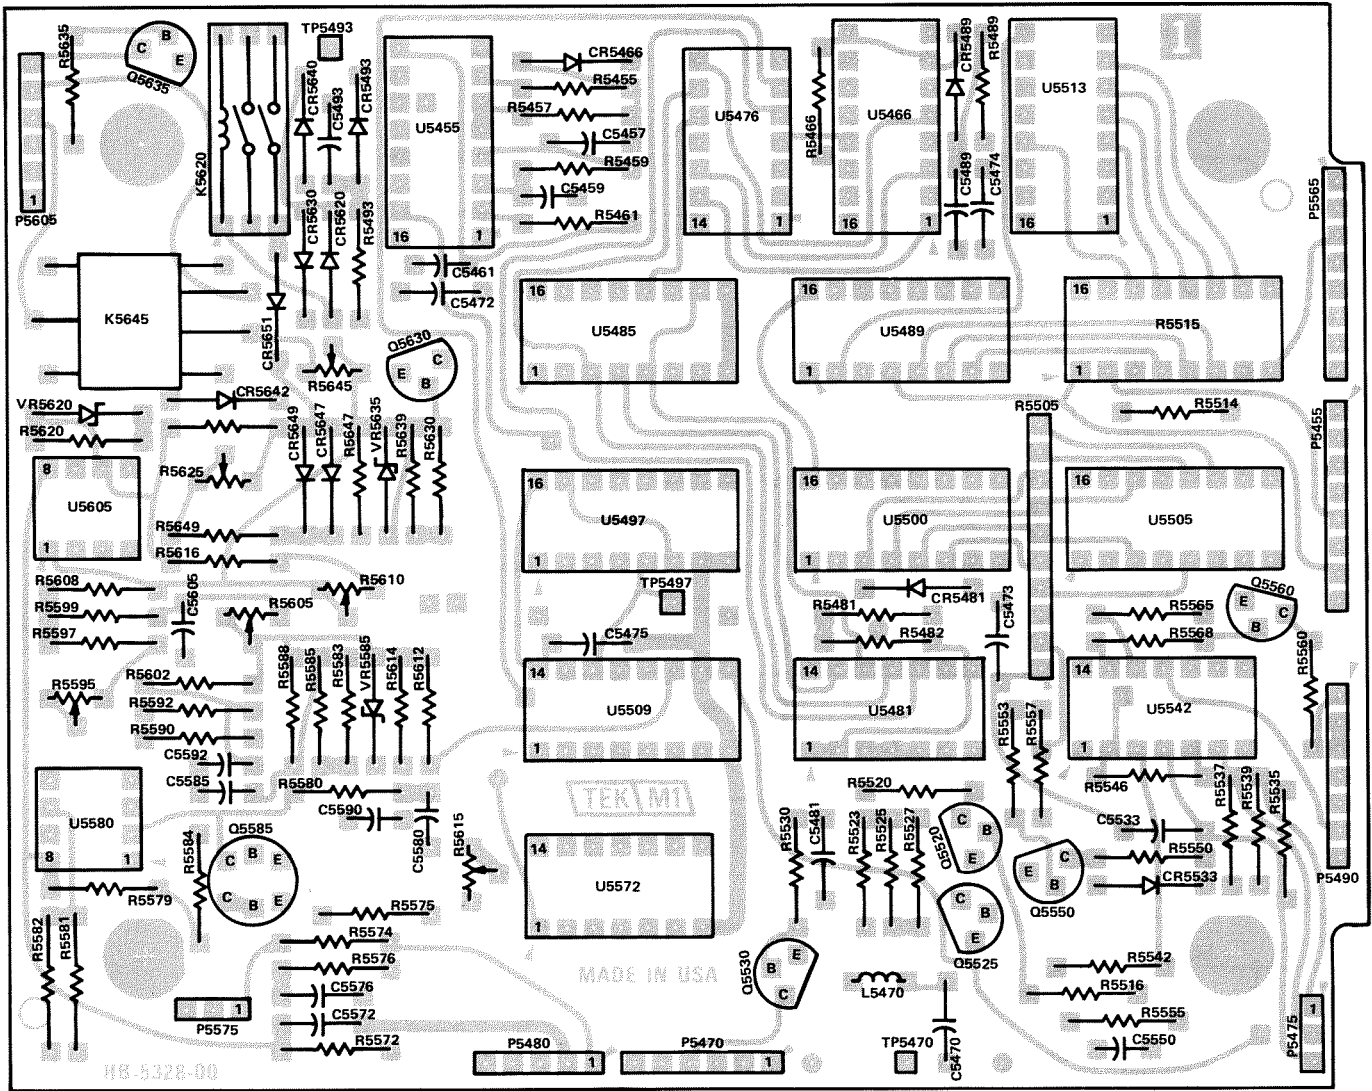 R5635
B
C
E
Q5635
TP5493
CR5640
C5493
CR5493
U5455
16
1
CR5466
R5455
R5457
C5457
R5459
C5459
R5461
U5476
14
1
R5466
U5466
16
1
CR5489
R5489
C5489
C5474
U5513
16
1
1
1
P5605
K5620
CR5630
CR5620
R5493
C5461
C5472
P5565
K5645
CR5651
R5645
Q5630
C
E
B
16
U5485
1
16
U5489
1
16
R5515
1
VR5620
R5620
CR5642
CR5649
CR5647
R5647
VR5635
R5639
R5630
R5505
R5514
P5455
8
U5605
1
R5625
R5649
R5616
16
U5497
1
16
U5500
1
16
U5505
1
R5608
R5599
R5597
C5605
R5605
R5610
TP5497
C5475
CR5481
R5481
R5482
C5473
R5565
R5568
Q5560
E
C
B
R5560
R5595
R5602
R5592
R5590
C5592
C5585
R5588
R5585
R5583
VR5585
R5614
R5612
14
U5509
1
14
U5481
1
R5553
R5557
14
U5542
1
R5580
C5590
C5580
R5615
TEK M1
R5520
R5546
R5537
R5539
R5535
8
U5580
1
R5584
Q5585
C
B
E
C
B
E
14
U5572
1
R5530
C5481
R5523
R5525
R5527
Q5520
C
B
E
C5533
R5550
CR5533
P5490
R5579
R5582
R5581
R5575
R5574
R5576
C5576
C5572
R5572
P5575
1
MADE IN USA
Q5530
E
B
C
L5470
Q5525
C
B
E
Q5550
C
E
B
R5542
R5516
R5555
C5550
P5475
1
P5480
1
P5470
1
TP5470
C5470
HB-5328-00